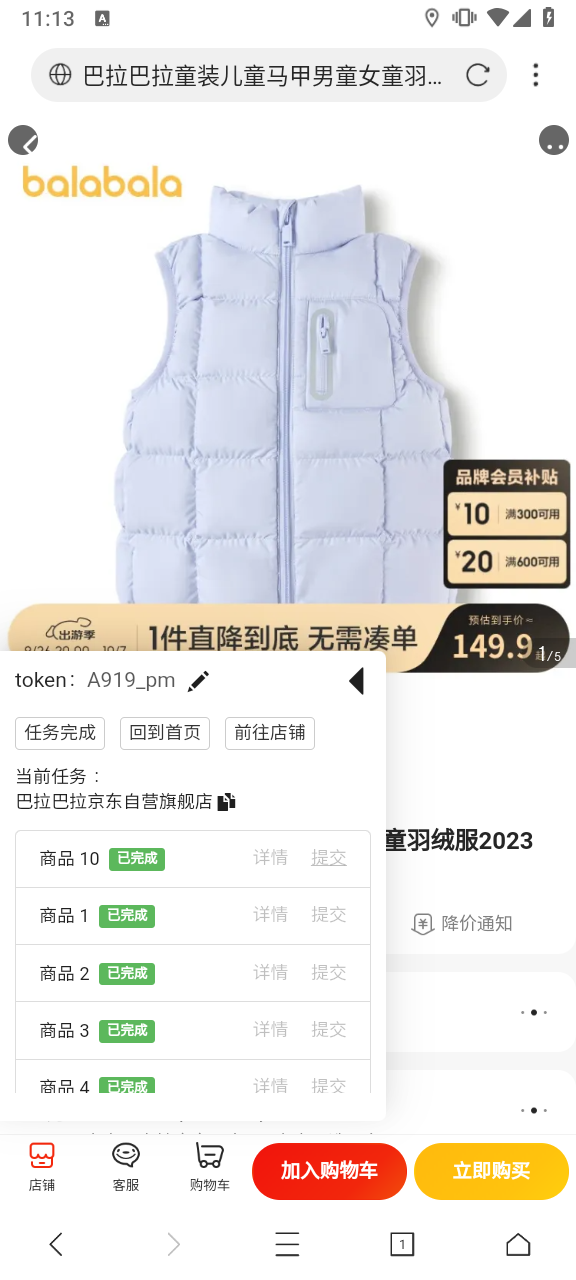 11:13
A
巴拉巴拉童装儿童马甲男童女童羽...
balabala
品牌会员补贴
¥10 满300可用
¥20 满600可用
出游季
1件直降到底 无需凑单
预估到手价≈
149.9
1/5
token: A919_pm
任务完成 回到首页 前往店铺
当前任务：
巴拉巴拉京东自营旗舰店
童羽绒服2023
商品 10 已完成 详情 提交
商品 1 已完成 详情 提交
降价通知
商品 2 已完成 详情 提交
商品 3 已完成 详情 提交
商品 4 已完成 详情 提交
店铺 客服 购物车 加入购物车 立即购买
1